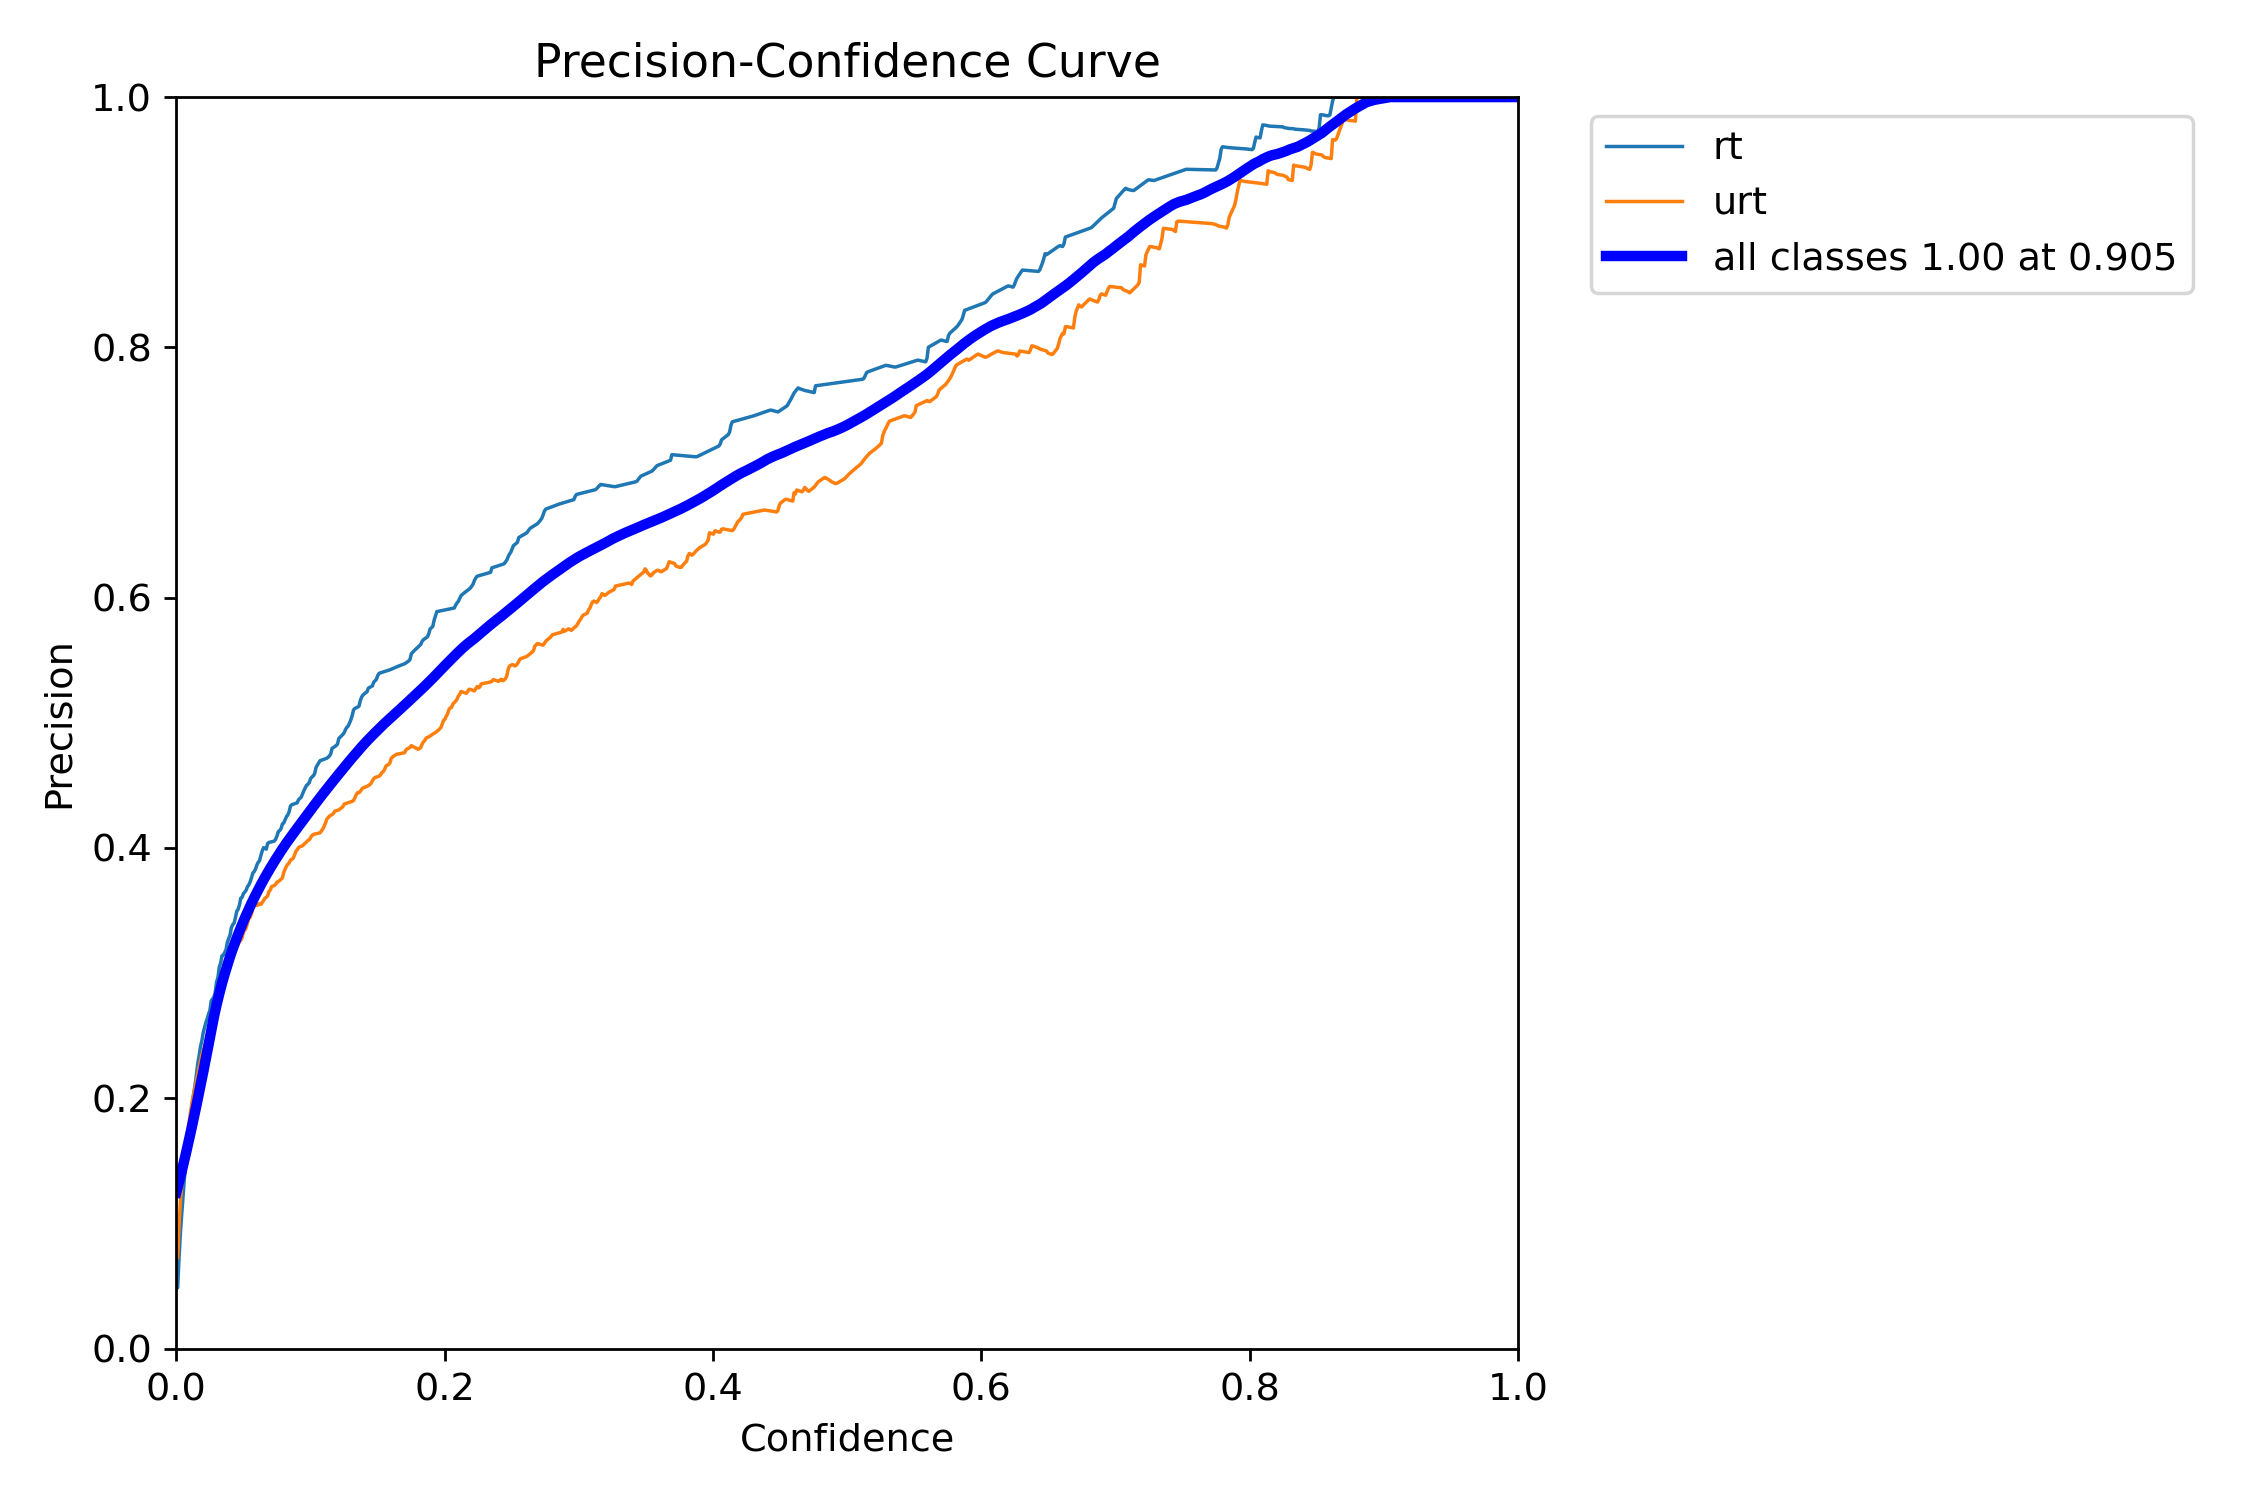 Precision-Confidence Curve
1.0
0.8
0.6
0.4
0.2
0.0
Precision
0.0 0.2 0.4 0.6 0.8 1.0
Confidence
rt
urt
all classes 1.00 at 0.905